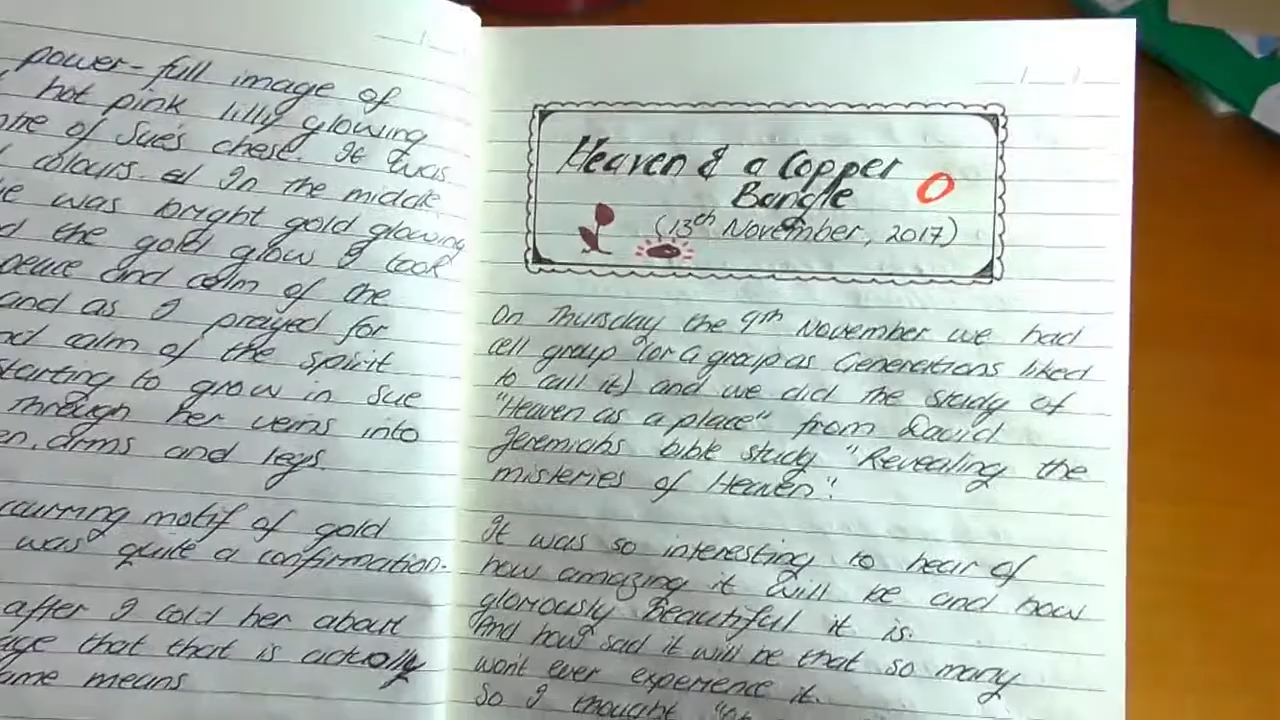 power-full image of
hot pink lilly glowing
of Sue's chest. It was
colours. In the middle
was bright gold glowing
the gold glow I took
peace and calm of the
and as I prayed for
calm of the spirit
starting to grow in Sue
through her veins into
arms and legs.
motif of gold
was quite a confirmation.
after I told her about
that that is actually
means
Heaven & a Copper
Bangle
(13th November, 2017)
On Thursday the 9th November we had
cell group (or G group as Generations liked
to call it) and we did the study of
"Heaven as a place" from David
Jeremiahs bible study "Revealing the
misteries of Heaven".
It was so interesting to hear of
how amazing it will be and how
gloriously beautiful it is.
And how sad it will be that so many
won't ever experience it.
So I thought